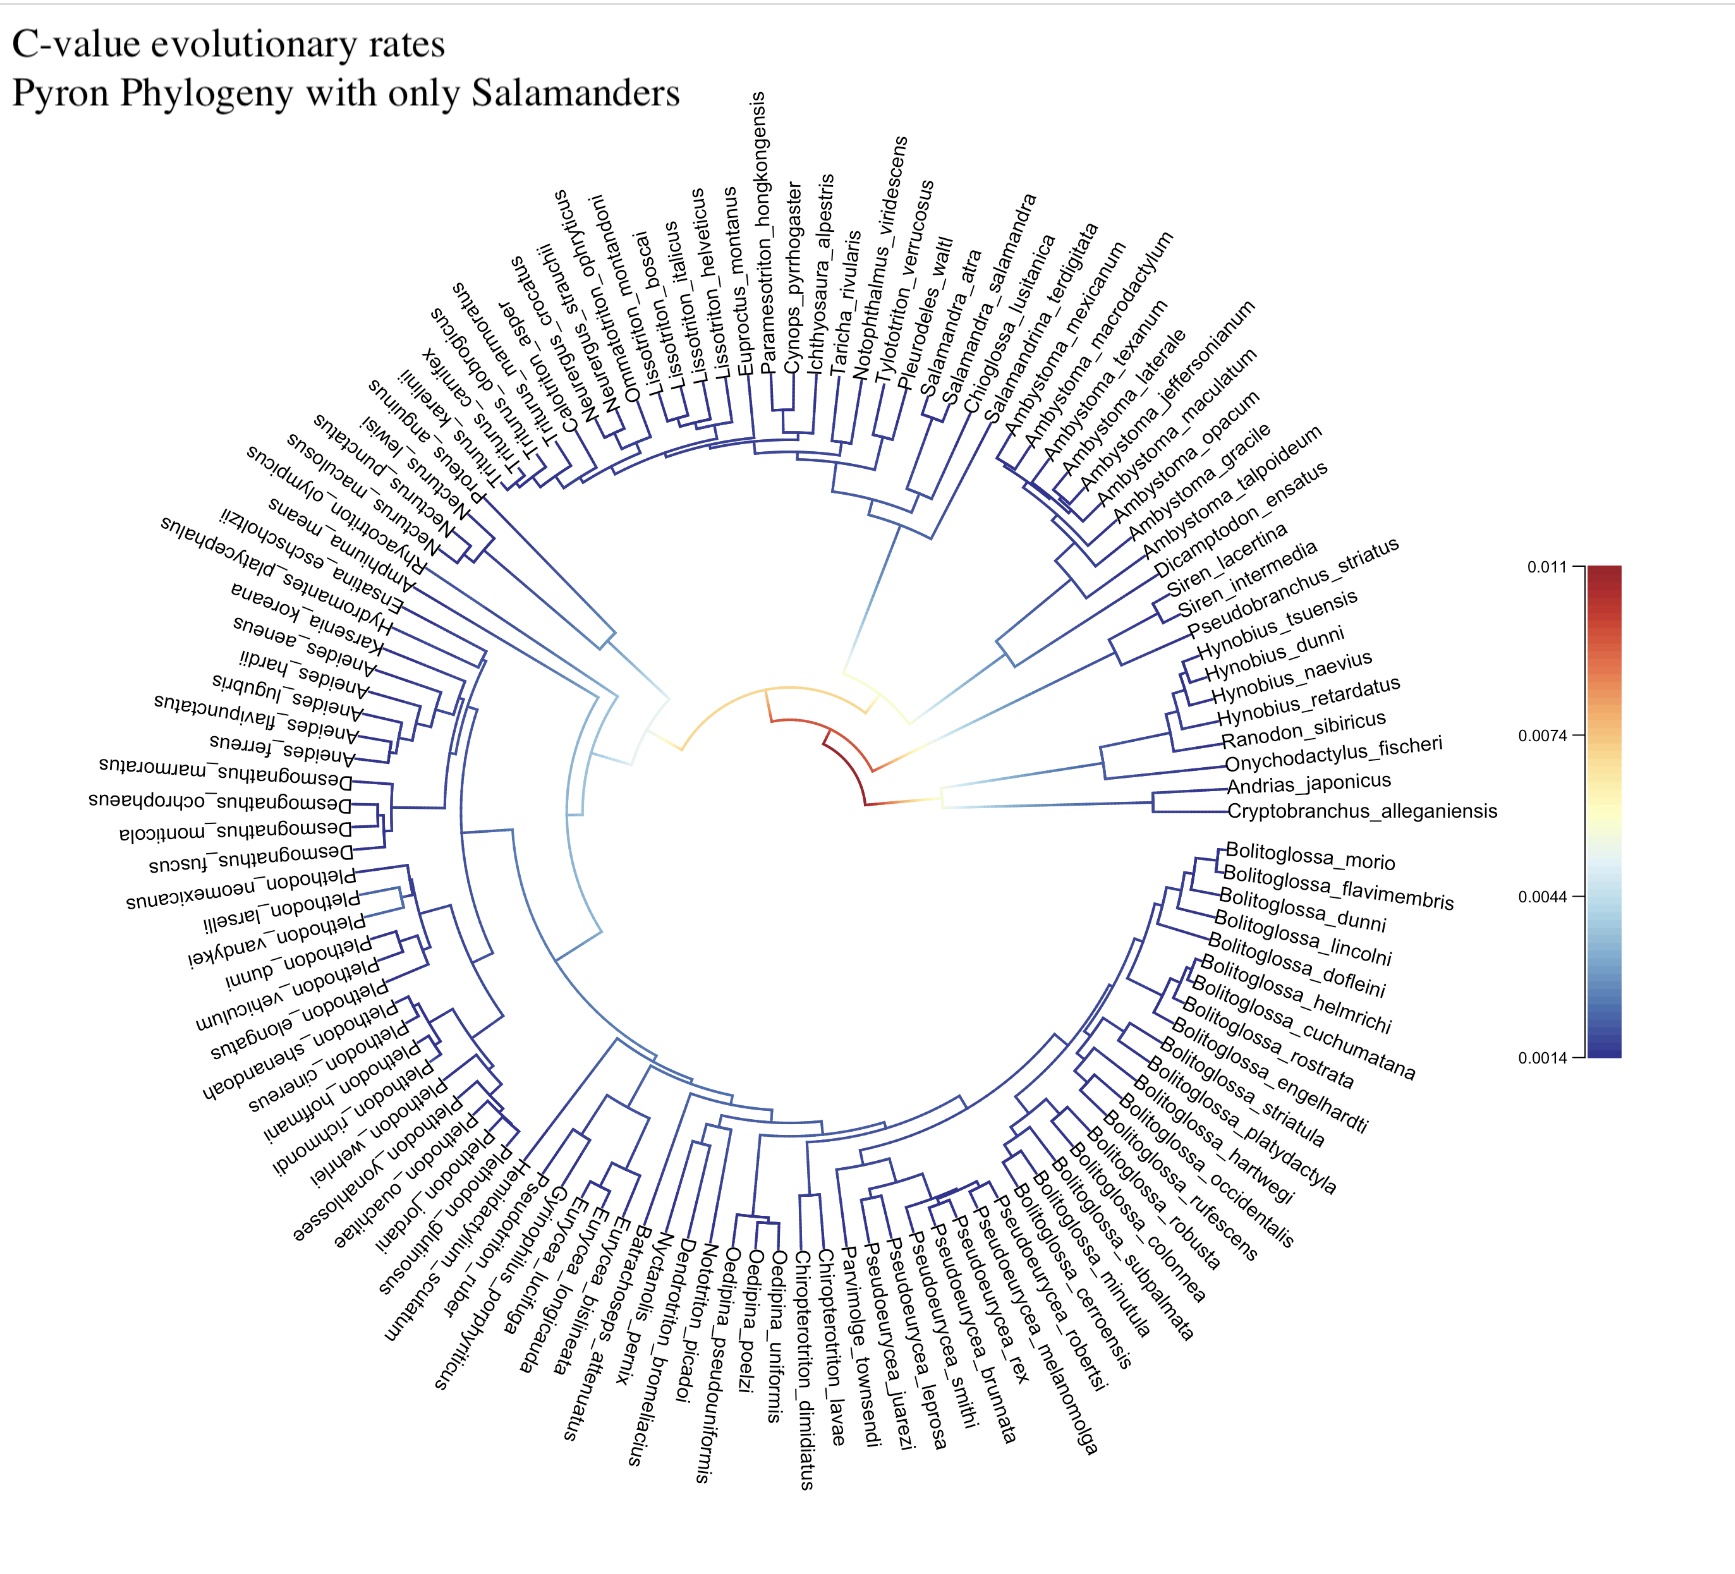 C-value evolutionary rates
Pyron Phylogeny with only Salamanders
Paramesotriton_hongkongensis
Cynops_pyrrhogaster
Ichthyosaura_alpestris
Taricha_rivularis
Notophthalmus_viridescens
Tylototriton_verrucosus
Pleurodeles_waltl
Salamandra_atra
Salamandra_salamandra
Chioglossa_lusitanica
Salamandrina_terdigitata
Ambystoma_mexicanum
Ambystoma_macrodactylum
Ambystoma_texanum
Ambystoma_laterale
Ambystoma_jeffersonianum
Ambystoma_maculatum
Ambystoma_opacum
Ambystoma_gracile
Ambystoma_talpoideum
Dicamptodon_ensatus
Siren_lacertina
Siren_intermedia
Pseudobranchus_striatus
Hynobius_tsuensis
Hynobius_dunni
Hynobius_naevius
Hynobius_retardatus
Ranodon_sibiricus
Onychodactylus_fischeri
Andrias_japonicus
Cryptobranchus_alleganiensis
Bolitoglossa_morio
Bolitoglossa_flavimembris
Bolitoglossa_dunni
Bolitoglossa_lincolni
Bolitoglossa_dofleini
Bolitoglossa_helmrichi
Bolitoglossa_cuchumatana
Bolitoglossa_rostrata
Bolitoglossa_engelhardti
Bolitoglossa_striatula
Bolitoglossa_platydactyla
Bolitoglossa_hartwegi
Bolitoglossa_occidentalis
Bolitoglossa_rufescens
Bolitoglossa_robusta
Bolitoglossa_colonnea
Bolitoglossa_subpalmata
Bolitoglossa_minutula
Bolitoglossa_cerroensis
Pseudoeurycea_robertsi
Pseudoeurycea_melanomolga
Pseudoeurycea_rex
Pseudoeurycea_brunnata
Pseudoeurycea_smithi
Pseudoeurycea_leprosa
Pseudoeurycea_juarezi
Parvimolge_townsendi
Chiropterotriton_lavae
Chiropterotriton_dimidiatus
Oedipina_uniformis
Oedipina_poelzi
Oedipina_pseudouniformis
Nototriton_picadoi
Dendrotriton_bromeliacius
Nyctanolis_pernix
Batrachoseps_attenuatus
Eurycea_bislineata
Eurycea_longicauda
Eurycea_lucifuga
Gyrinophilus_porphyriticus
Pseudotriton_ruber
Hemidactylium_scutatum
Plethodon_glutinosus
Plethodon_jordani
Plethodon_ouachitae
Plethodon_yonahlossee
Plethodon_wehrlei
Plethodon_richmondi
Plethodon_hoffmani
Plethodon_cinereus
Plethodon_shenandoah
Plethodon_elongatus
Plethodon_vehiculum
Plethodon_dunni
Plethodon_vandykei
Plethodon_larselli
Plethodon_neomexicanus
Desmognathus_fuscus
Desmognathus_monticola
Desmognathus_ochrophaeus
Desmognathus_marmoratus
Aneides_ferreus
Aneides_flavipunctatus
Aneides_lugubris
Aneides_hardii
Aneides_aeneus
Karsenia_koreana
Hydromantes_platycephalus
Ensatina_eschscholtzii
Amphiuma_means
Rhyacotriton_olympicus
Necturus_maculosus
Necturus_punctatus
Necturus_lewisi
Proteus_anguinus
Triturus_karelinii
Triturus_carnifex
Triturus_dobrogicus
Triturus_marmoratus
Calotriton_asper
Neurergus_crocatus
Neurergus_strauchii
Ommatotriton_ophryticus
Lissotriton_montandoni
Lissotriton_boscai
Lissotriton_italicus
Lissotriton_helveticus
Euproctus_montanus
0.011
0.0074
0.0044
0.0014